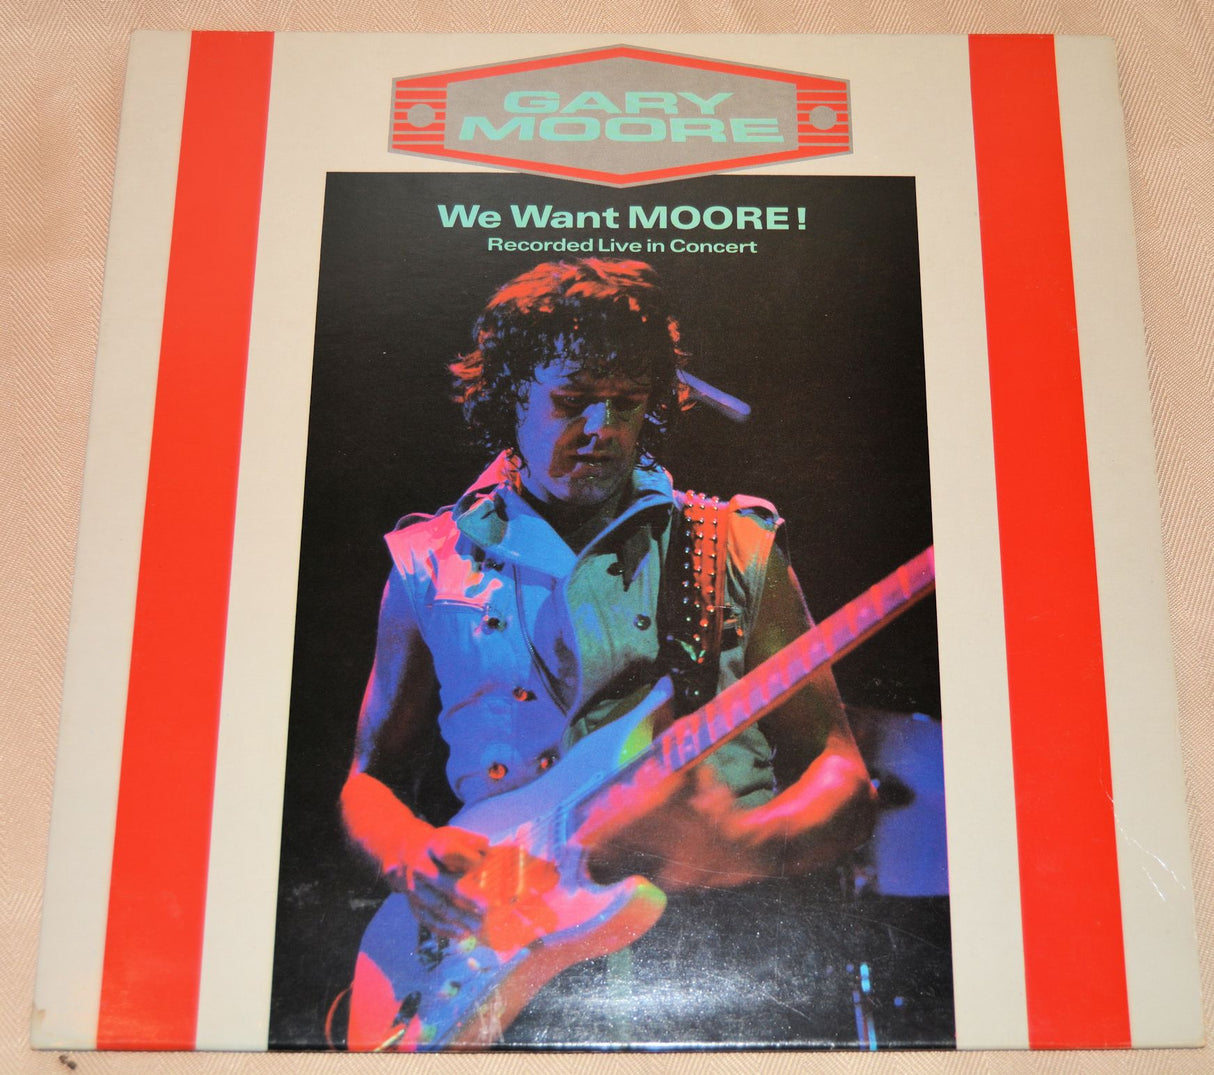 GARY
MOORE
We Want MOORE!
Recorded Live in Concert